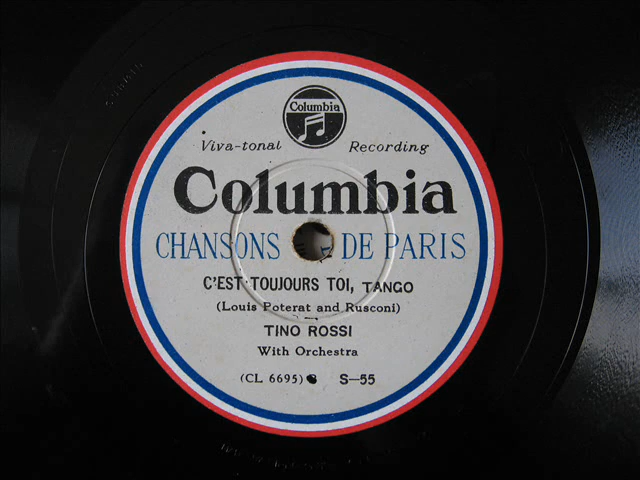 Columbia
Viva-tonal Recording
Columbia
CHANSONS DE PARIS
C'EST TOUJOURS TOI, TANGO
(Louis Poterat and Rusconi)
TINO ROSSI
With Orchestra
(CL 6695) S-55